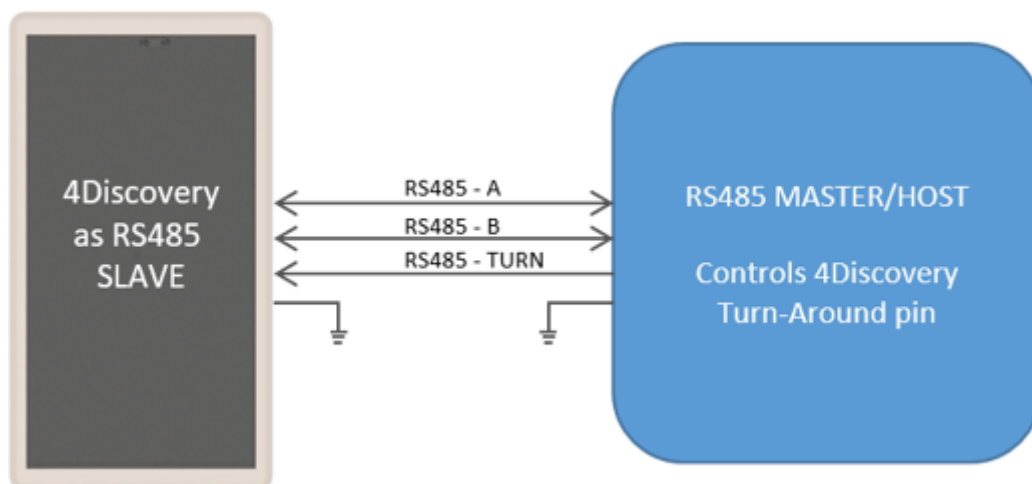 4Discovery
as RS485
SLAVE
RS485 - A
RS485 - B
RS485 - TURN
RS485 MASTER/HOST
Controls 4Discovery
Turn-Around pin